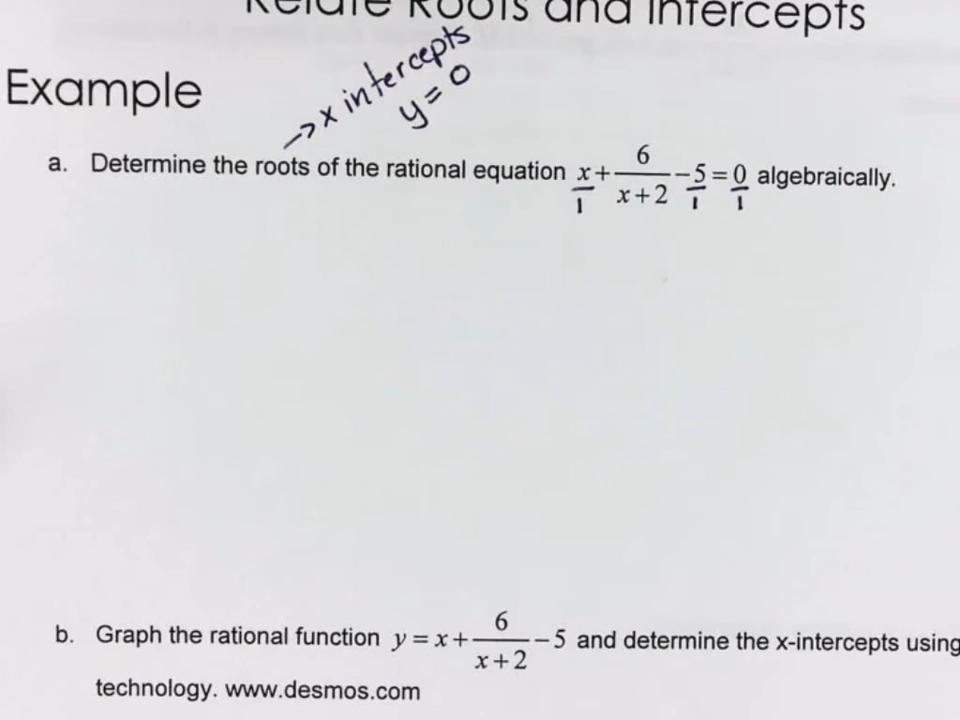 Relate Roots and Intercepts
Example
→ x intercepts
y = 0
a. Determine the roots of the rational equation x/1 + 6/(x+2) - 5/1 = 0/1 algebraically.
b. Graph the rational function y = x + 6/(x+2) - 5 and determine the x-intercepts using
technology. www.desmos.com